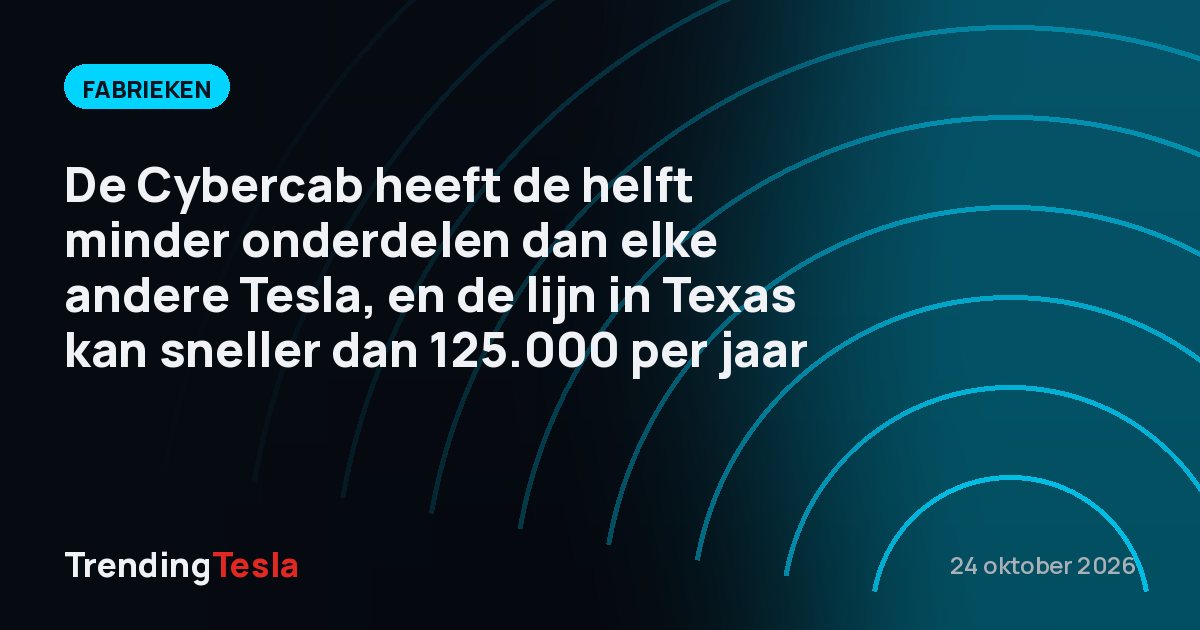 FABRIEKEN
De Cybercab heeft de helft
minder onderdelen dan elke
andere Tesla, en de lijn in Texas
kan sneller dan 125.000 per jaar
TrendingTesla
24 oktober 2026